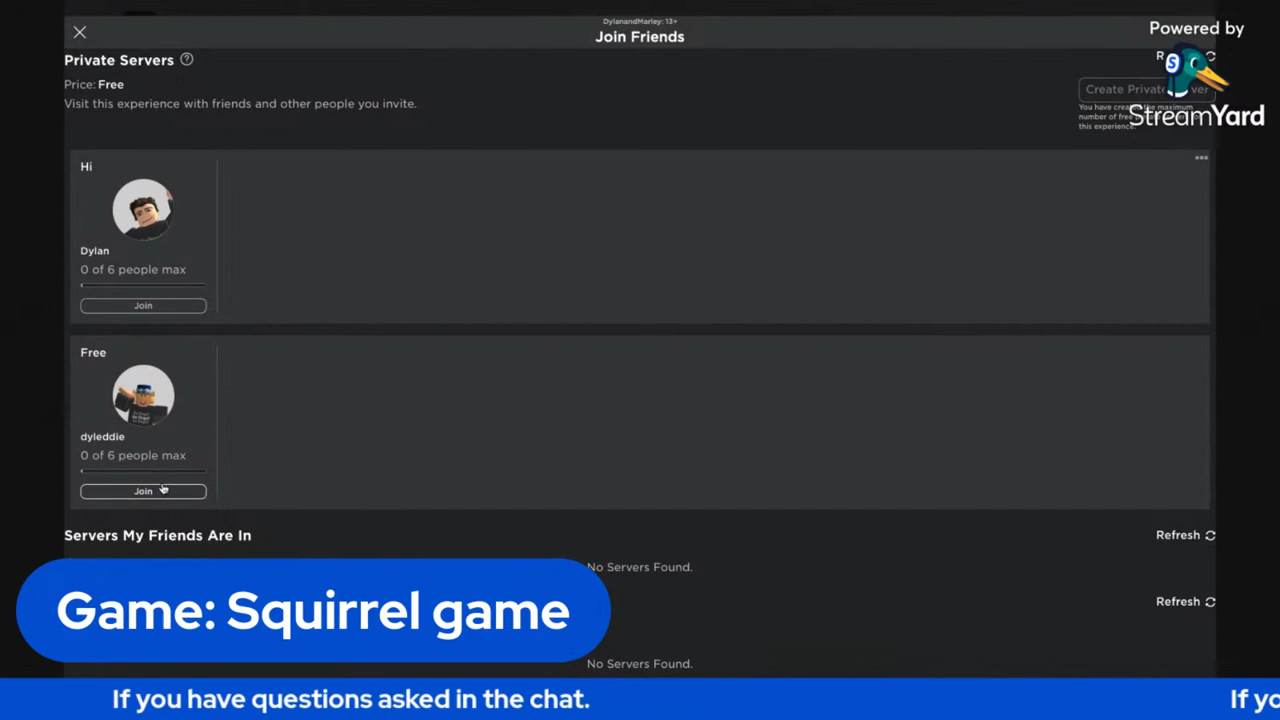 DylanandMarley: 13+
Join Friends
Powered by
StreamYard
Private Servers
Price: Free
Visit this experience with friends and other people you invite.
Create Private
You have the maximum
number of free
this experience.
Hi
Dylan
0 of 6 people max
Join
Free
dyleddie
0 of 6 people max
Join
Servers My Friends Are In
Refresh
No Servers Found.
Game: Squirrel game
Refresh
No Servers Found.
If you have questions asked in the chat.
If yo